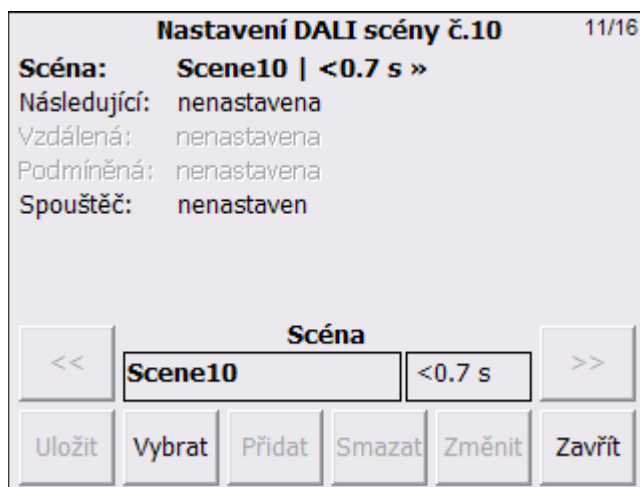 Nastavení DALI scény č.10 11/16
Scéna: Scene10 | <0.7 s »
Následující: nenastavena
Vzdálená: nenastavena
Podmíněná: nenastavena
Spouštěč: nenastaven
Scéna
<< Scene10 <0.7 s >>
Uložit Vybrat Přidat Smazat Změnit Zavřít